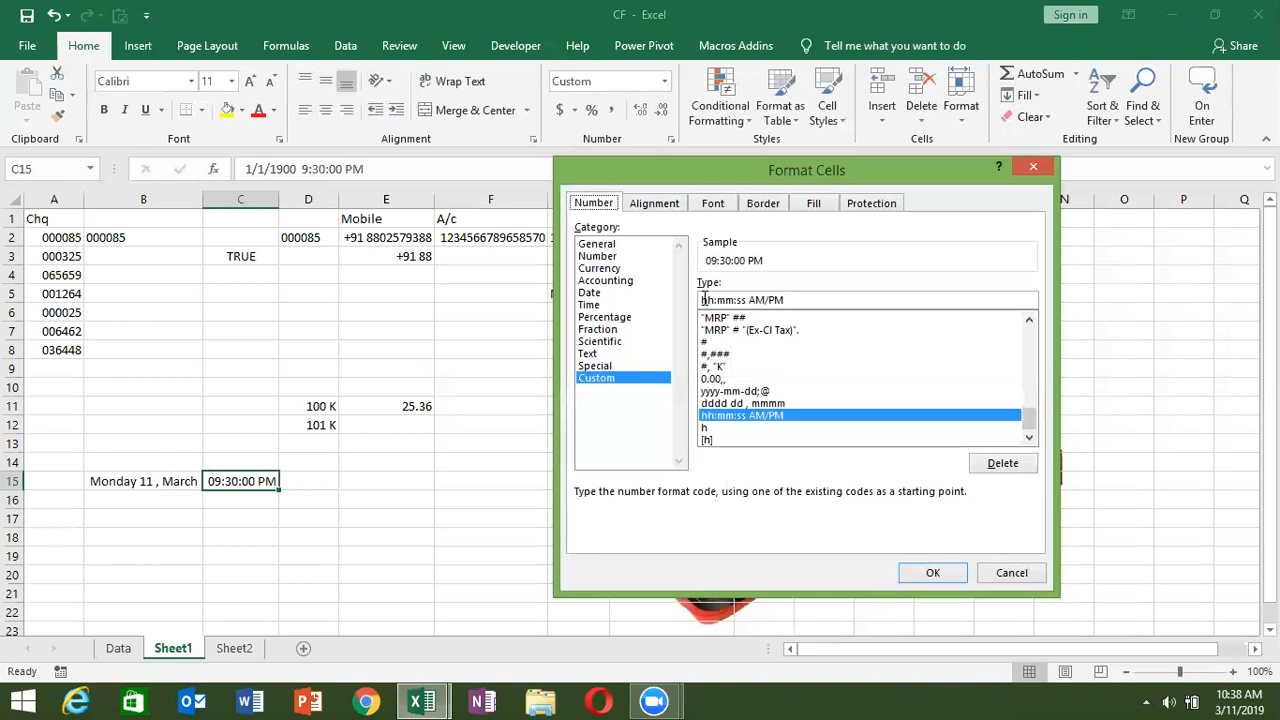 CF - Excel
Sign in
File Home Insert Page Layout Formulas Data Review View Developer Help Power Pivot Macros Addins Tell me what you want to do Share
Calibri 11 Wrap Text Custom AutoSum
Paste B I U Merge & Center $ % , Conditional Formatting Format as Table Cell Styles Insert Delete Format Fill Clear Sort & Filter Find & Select On Enter
Clipboard Font Alignment Number Styles Cells Editing New Group
C15 fx 1/1/1900 9:30:00 PM
A B C D E F N O P Q
1 Chq Mobile A/c
2 000085 000085 000085 +91 8802579388 1234566789658570
3 000325 TRUE +91 88
4 065659
5 001264
6 000025
7 006462
8 036448
9
10
11 100 K 25.36
12 101 K
13
14
15 Monday 11 , March 09:30:00 PM
16
17
18
19
20
21
22
23
Format Cells
?
Number Alignment Font Border Fill Protection
Category:
General
Number
Currency
Accounting
Date
Time
Percentage
Fraction
Scientific
Text
Special
Custom
Sample
09:30:00 PM
Type:
hh:mm:ss AM/PM
"MRP" ##
"MRP" # "(Ex-Cl Tax)".
#
#,###
#, "K"
0.00,,
yyyy-mm-dd;@
dddd dd , mmmm
hh:mm:ss AM/PM
h
[h]
Delete
Type the number format code, using one of the existing codes as a starting point.
OK Cancel
Data Sheet1 Sheet2
Ready 100%
10:38 AM
3/11/2019